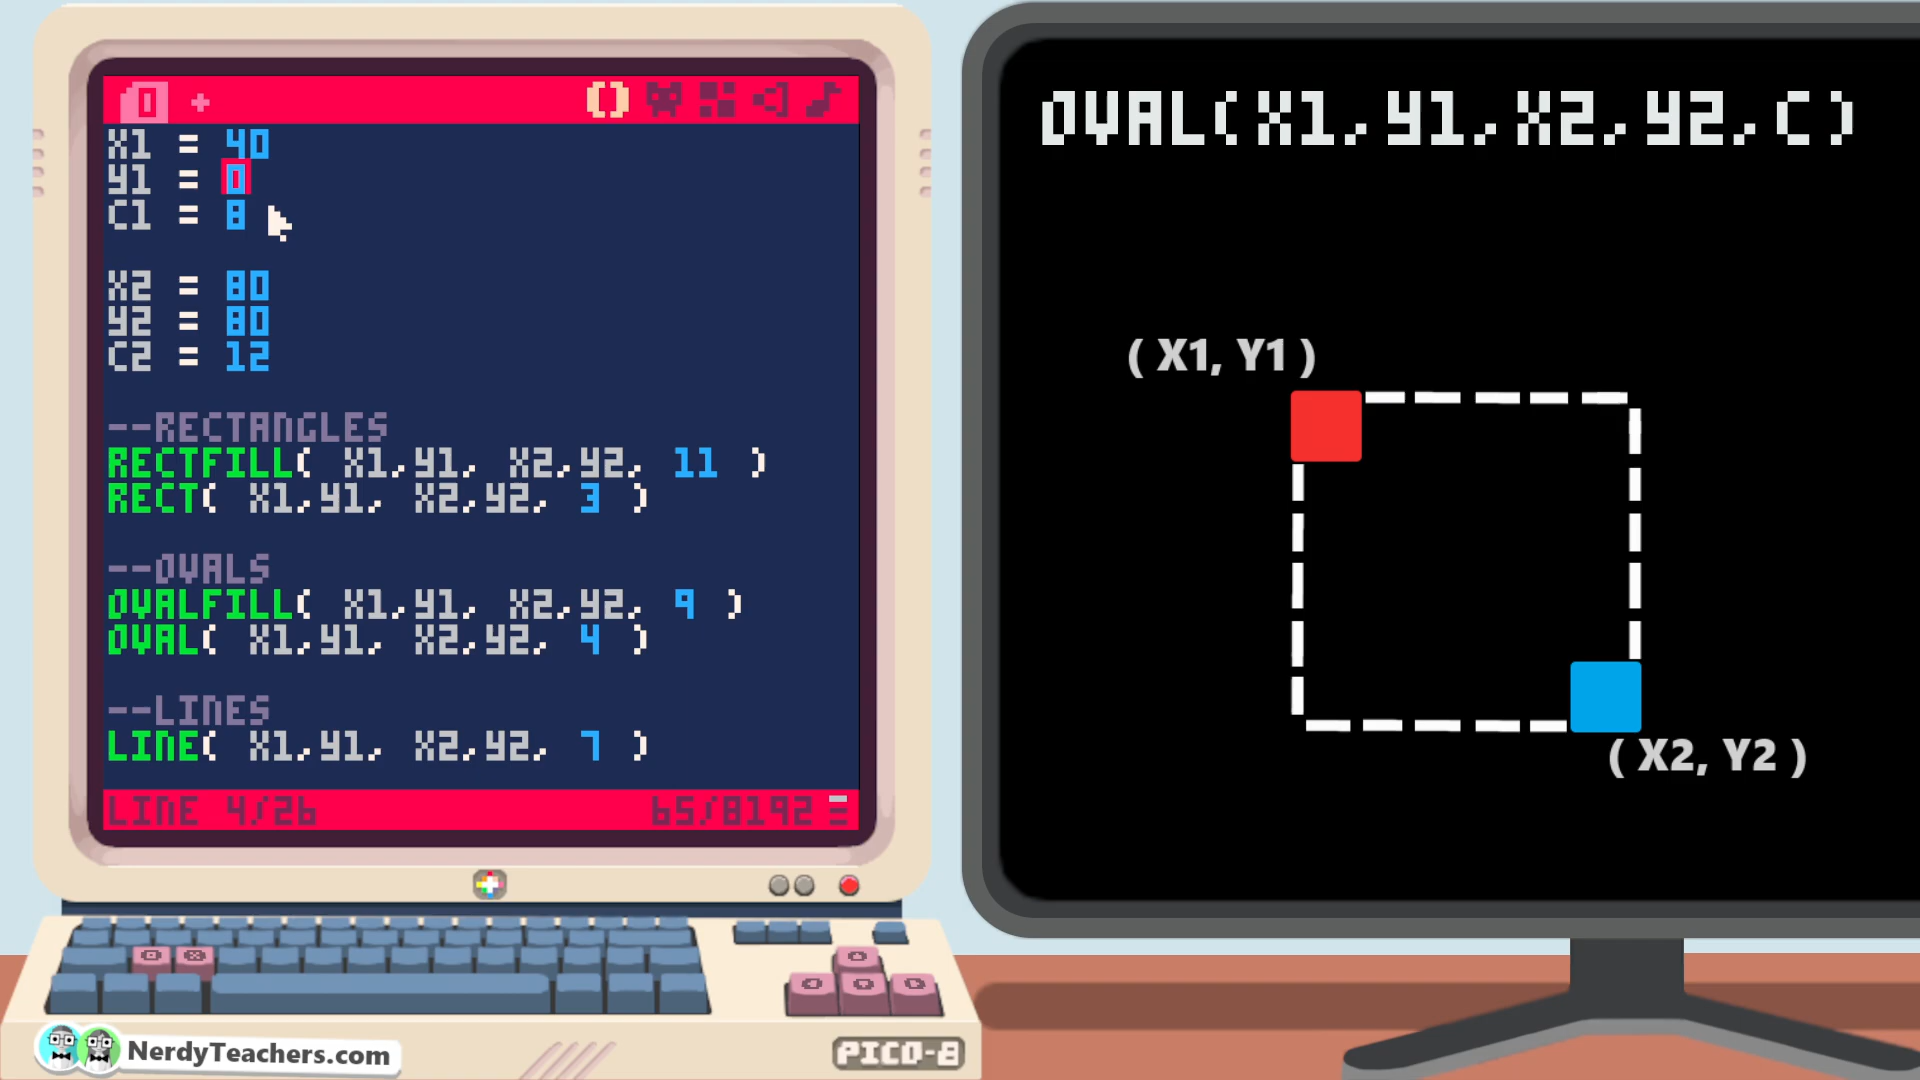 X1 = 40
Y1 = 0
C1 = 8
X2 = 80
Y2 = 80
C2 = 12
--RECTANGLES
RECTFILL( X1,Y1, X2,Y2, 11 )
RECT( X1,Y1, X2,Y2, 3 )
--OVALS
OVALFILL( X1,Y1, X2,Y2, 9 )
OVAL( X1,Y1, X2,Y2, 4 )
--LINES
LINE( X1,Y1, X2,Y2, 7 )
LINE 4/26 65/8192
NerdyTeachers.com
PICO-8
OVAL(X1,Y1,X2,Y2,C)
( X1, Y1 )
( X2, Y2 )